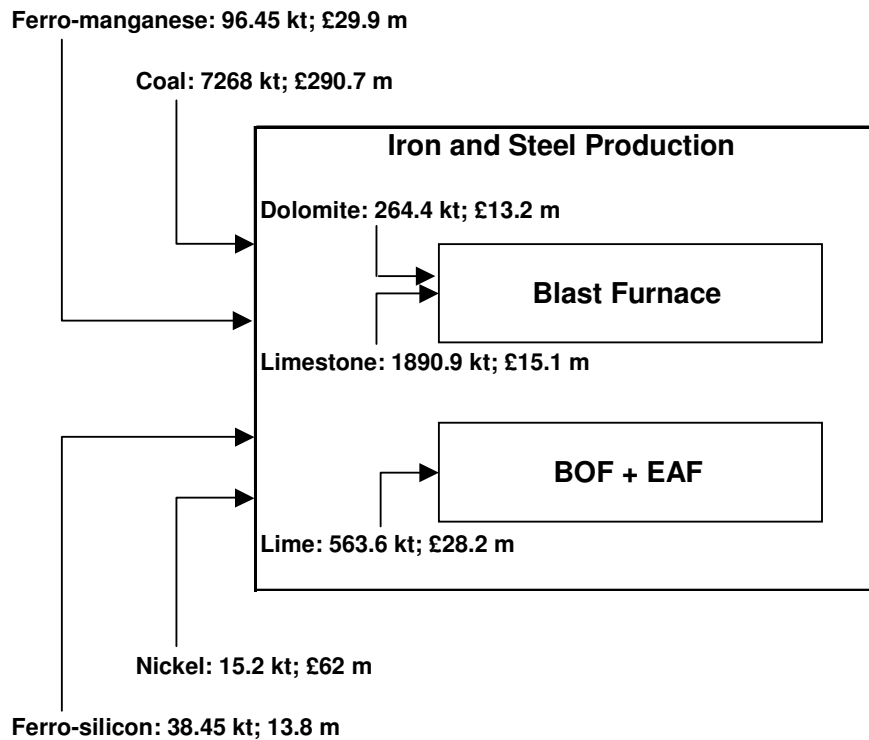 Ferro-manganese: 96.45 kt; £29.9 m
Coal: 7268 kt; £290.7 m
Iron and Steel Production
Dolomite: 264.4 kt; £13.2 m
Blast Furnace
Limestone: 1890.9 kt; £15.1 m
BOF + EAF
Lime: 563.6 kt; £28.2 m
Nickel: 15.2 kt; £62 m
Ferro-silicon: 38.45 kt; 13.8 m